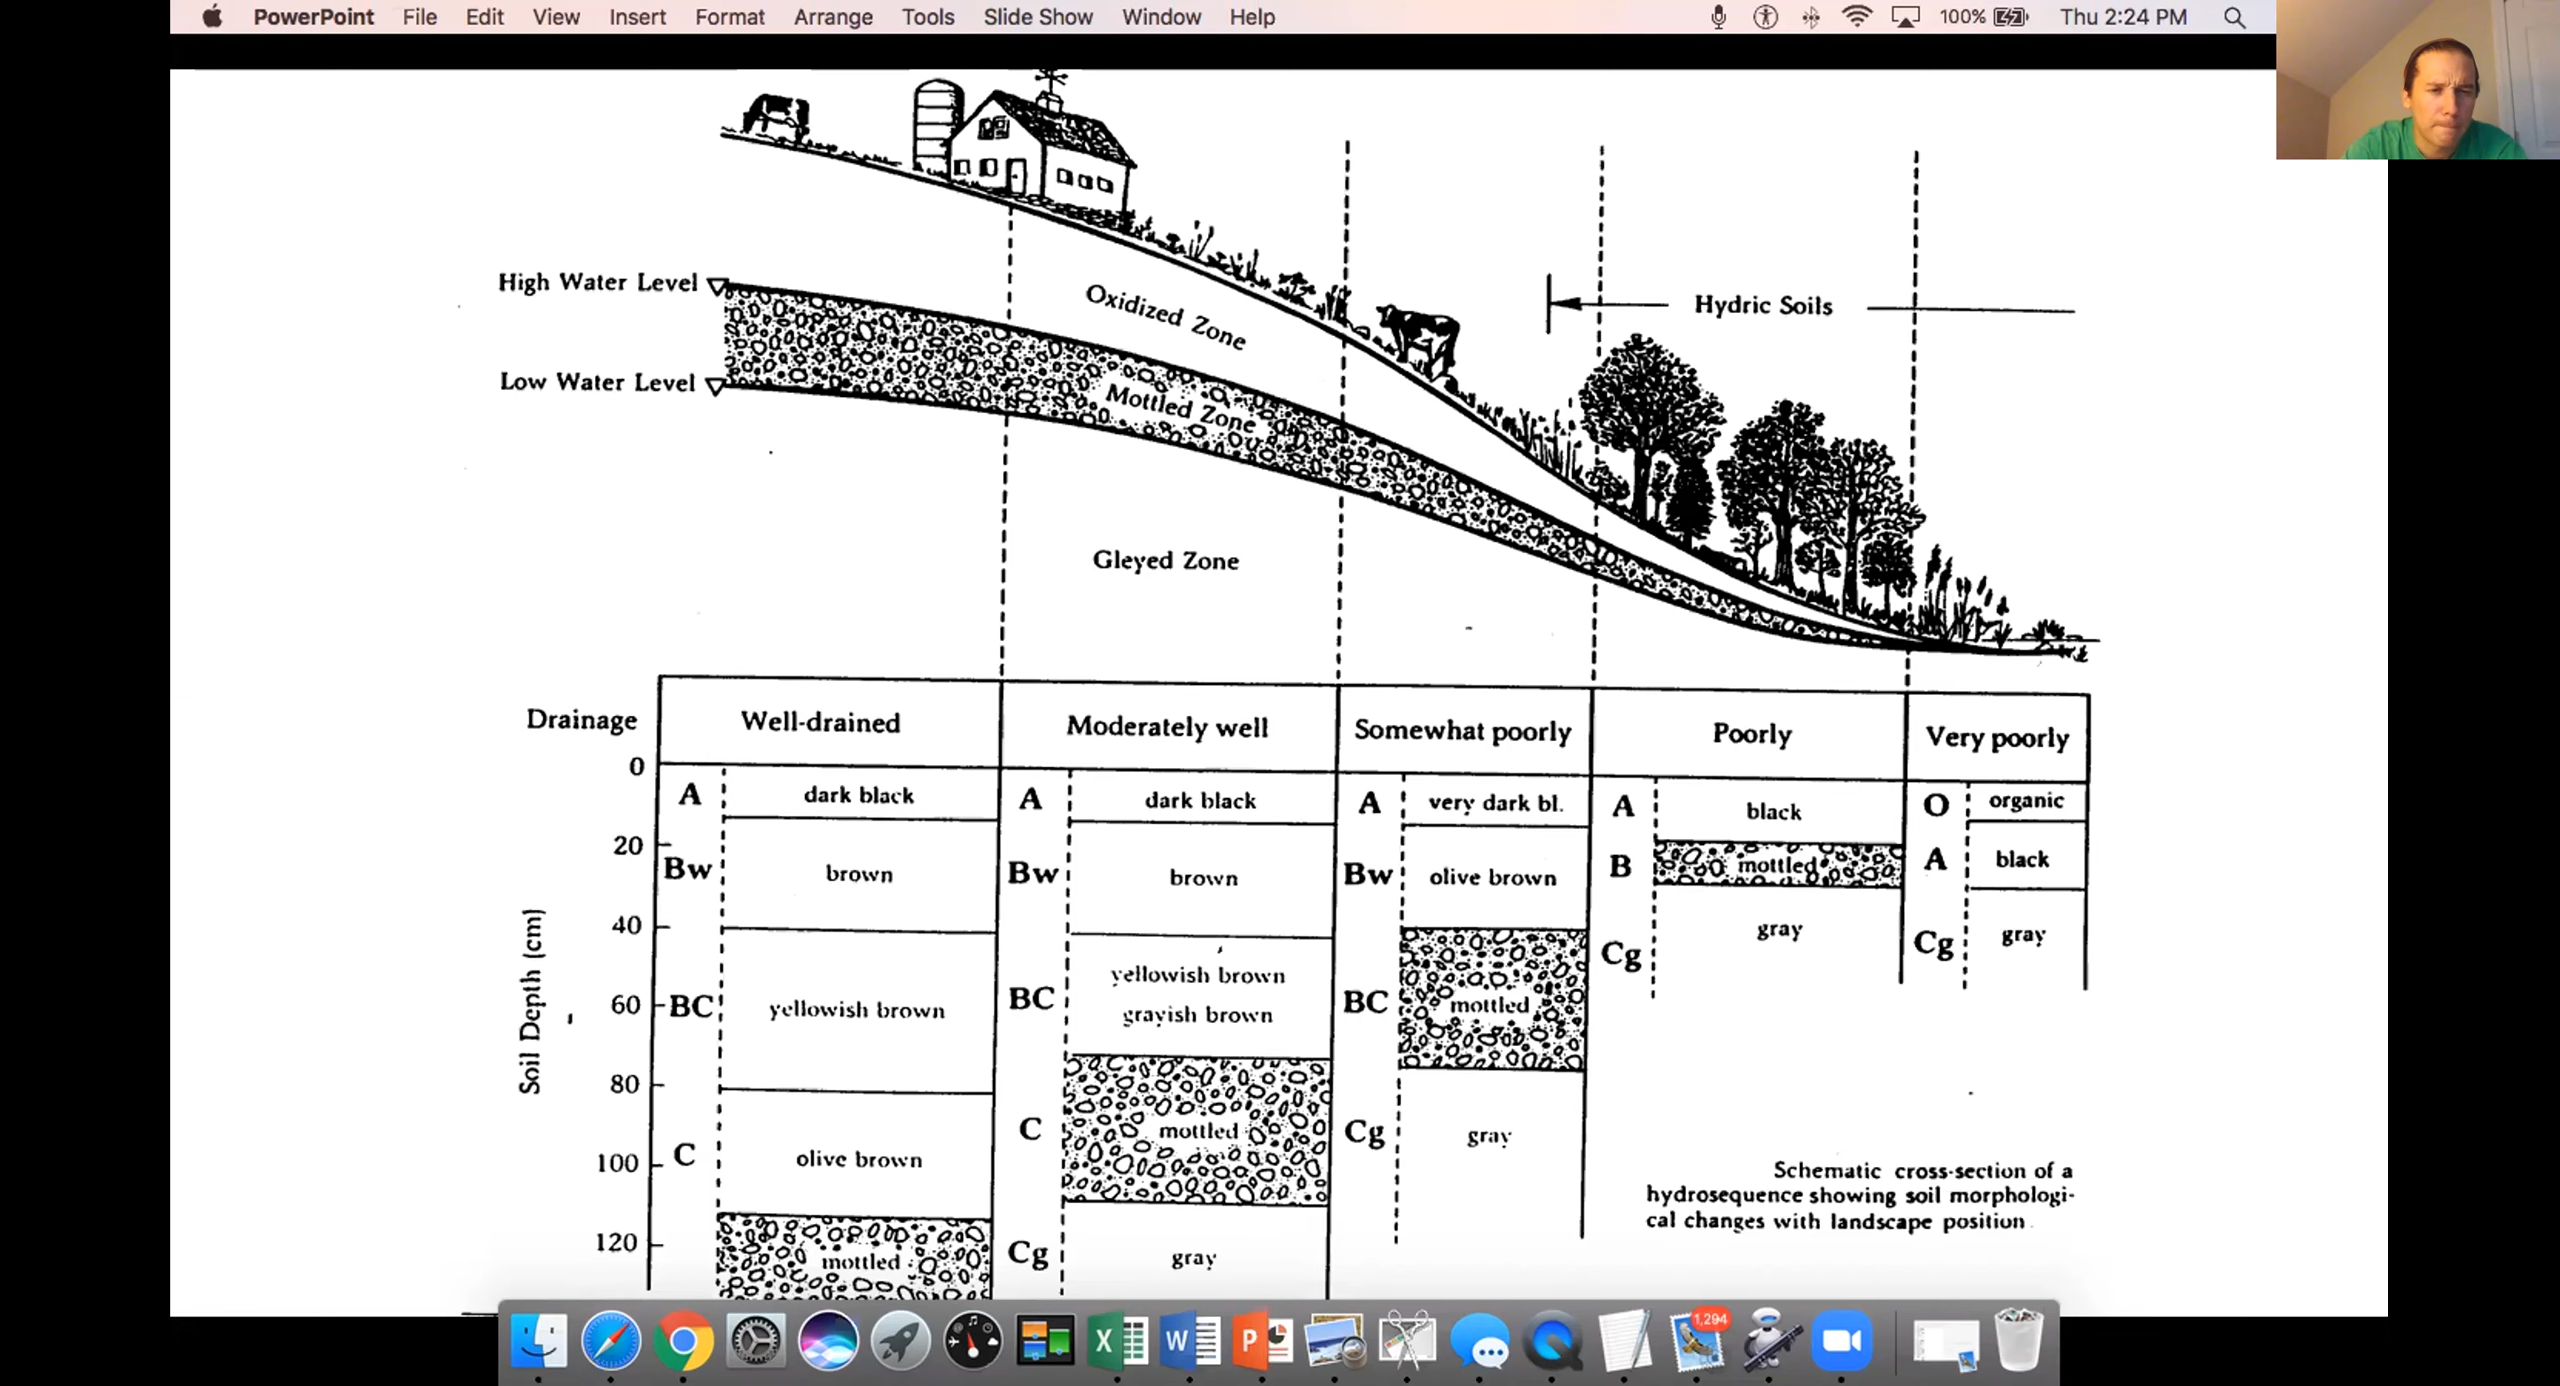 PowerPoint File Edit View Insert Format Arrange Tools Slide Show Window Help 100% Thu 2:24 PM
High Water Level
Low Water Level
Oxidized Zone
Mottled Zone
Gleyed Zone
Hydric Soils
Drainage Well-drained Moderately well Somewhat poorly Poorly Very poorly
Soil Depth (cm)
0
20
40
60
80
100
120
A dark black
Bw brown
BC yellowish brown
C olive brown
mottled
A dark black
Bw brown
BC yellowish brown
grayish brown
C mottled
Cg gray
A very dark bl.
Bw olive brown
BC mottled
Cg gray
A black
B mottled
Cg gray
O organic
A black
Cg gray
Schematic cross-section of a
hydrosequence showing soil morphologi-
cal changes with landscape position
X W P 1,294